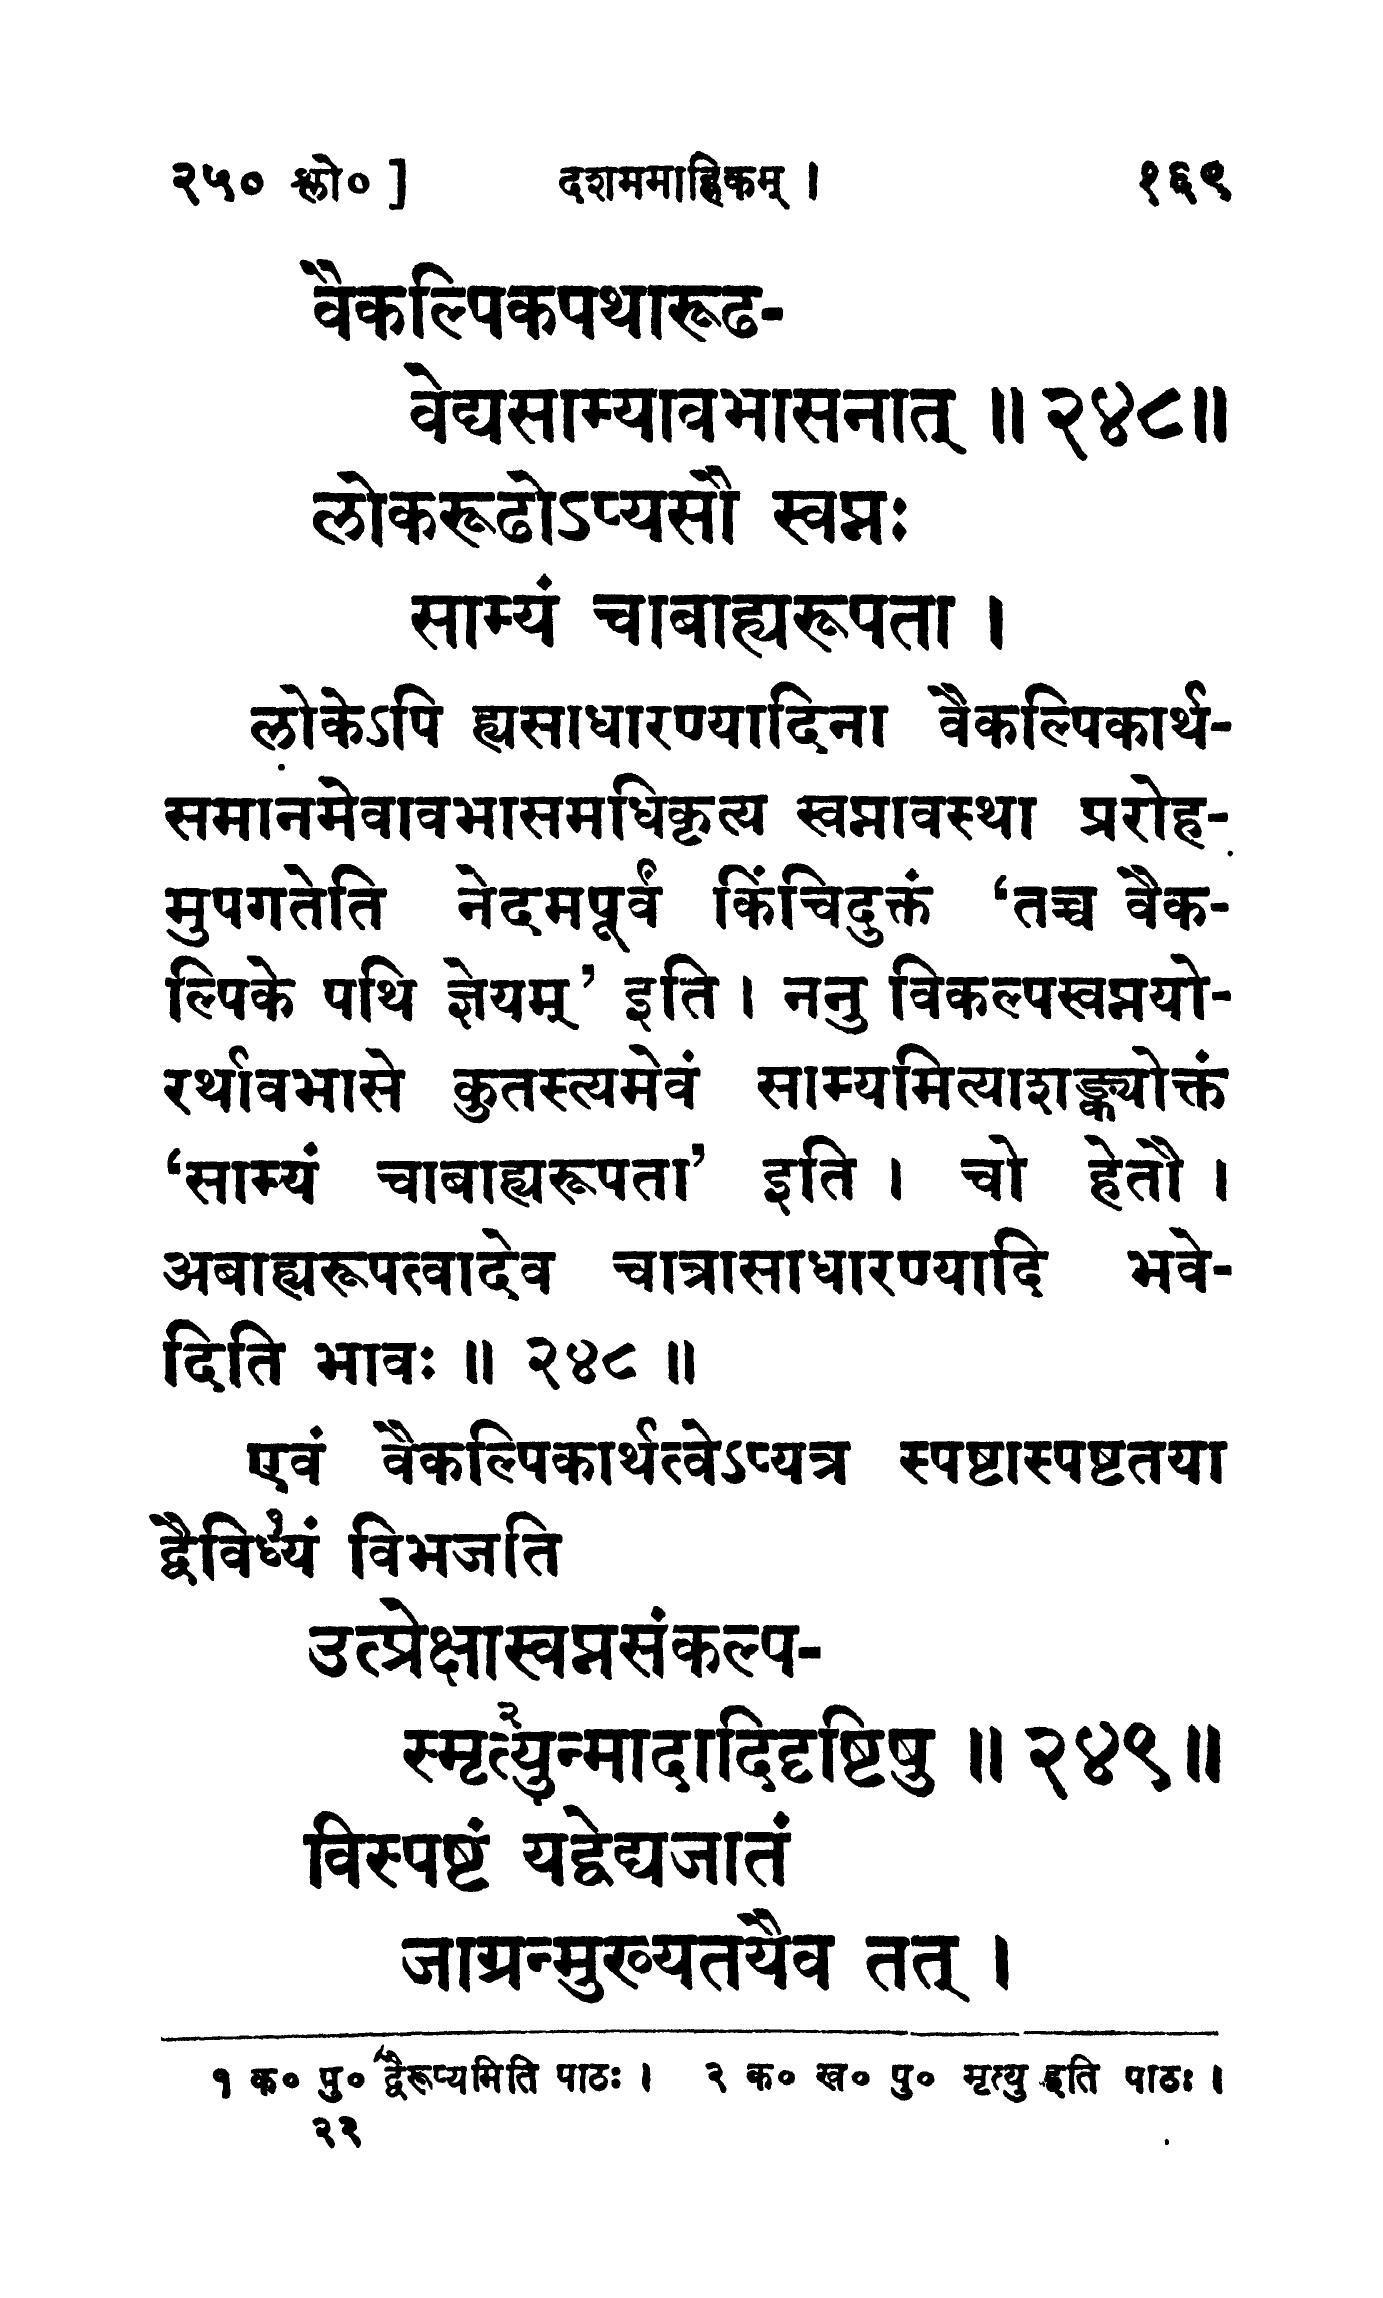 २५० श्लो० ] दशममाह्निकम् । १६९
वैकल्पिकपथारूढ-
वेद्यसाम्यावभासनात् ॥ २४८॥
लोकरूढोऽप्यसौ स्वप्नः
साम्यं चाबाह्यरूपता ।
लोकेऽपि ह्यसाधारण्यादिना वैकल्पिकार्थ-
समानमेवावभासमधिकृत्य स्वप्नावस्था प्ररोह-
मुपगतेति नेदमपूर्वं किंचिदुक्तं ‘तच्च वैक-
ल्पिके पथि ज्ञेयम्’ इति । ननु विकल्पस्वप्नयो-
रर्थावभासे कुतस्त्यमेवं साम्यमित्याशङ्क्योक्तं
‘साम्यं चाबाह्यरूपता’ इति । चो हेतौ ।
अबाह्यरूपत्वादेव चात्रासाधारण्यादि भवे-
दिति भावः ॥ २४८ ॥
एवं वैकल्पिकार्थत्वेऽप्यत्र स्पष्टास्पष्टतया
द्वैविध्यं१ विभजति
उत्प्रेक्षास्वप्नसंकल्प-
स्मृत्यु२न्मादादिदृष्टिषु ॥ २४९॥
विस्पष्टं यद्वेद्यजातं
जाग्रन्मुख्यतयैव तत् ।
१ क० पु० द्वैरूप्यमिति पाठः । २ क० ख० पु० मृत्यु इति पाठः ।
२२